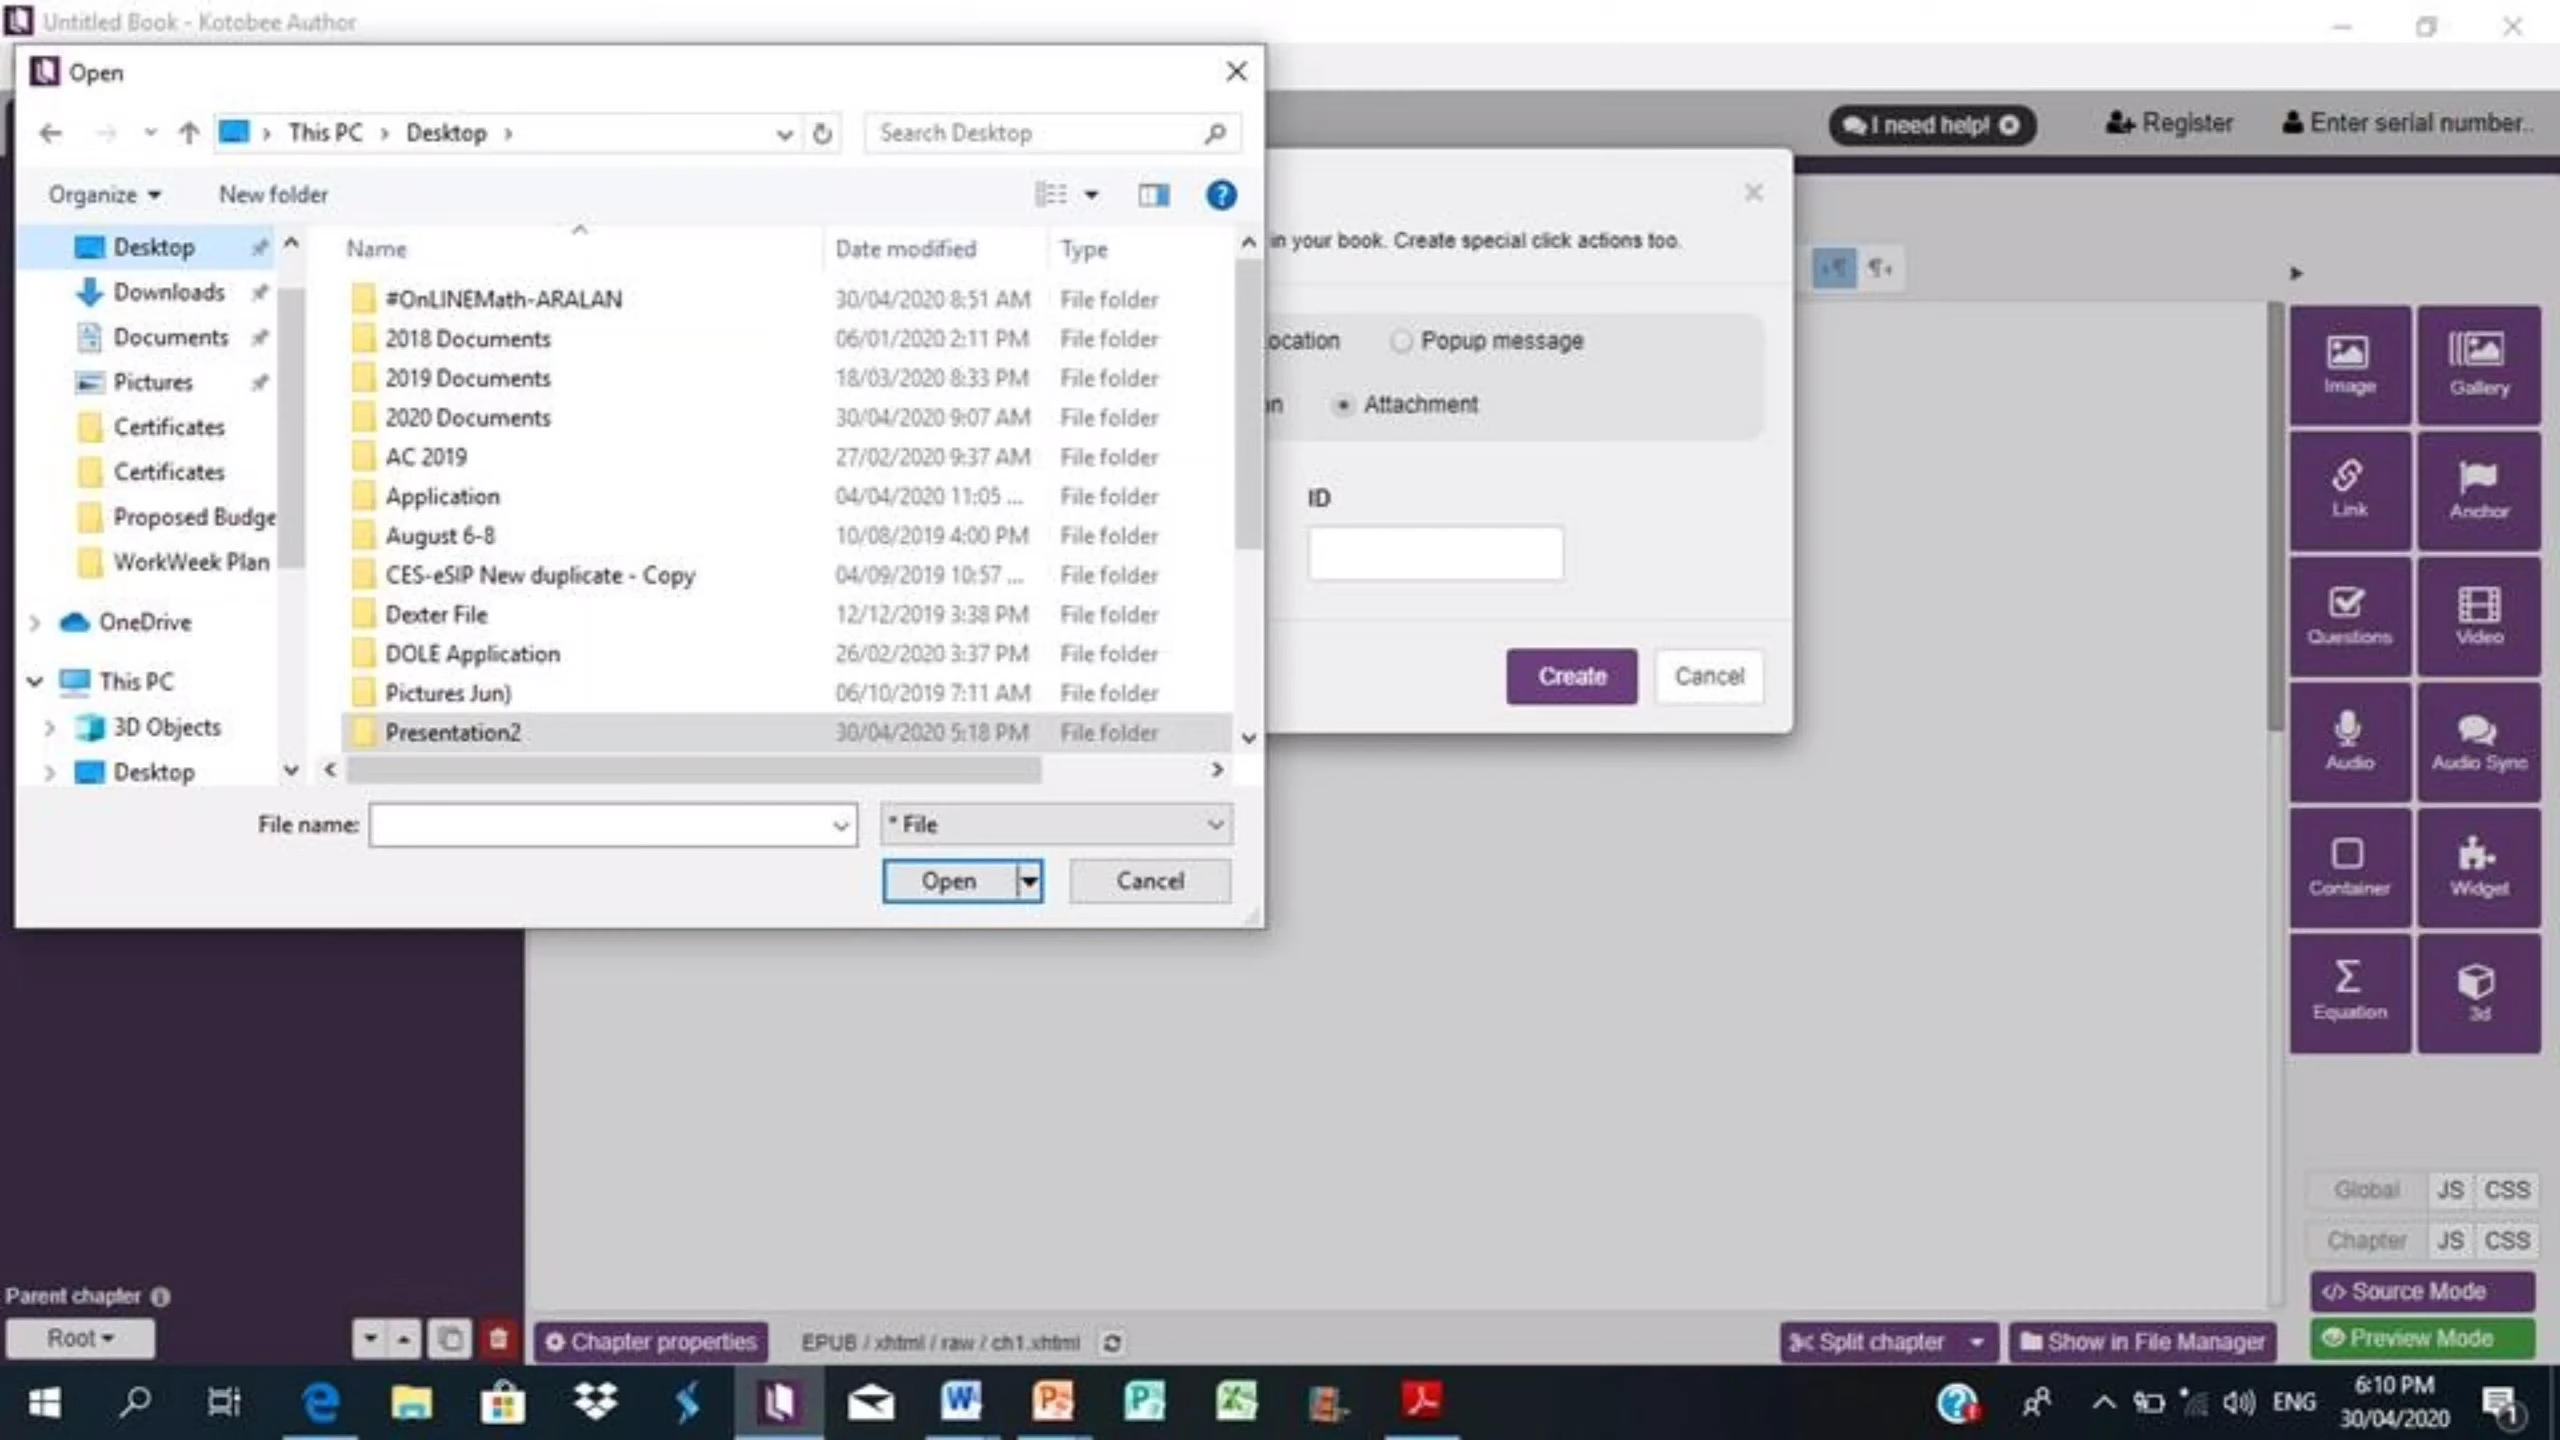 Untitled Book - Kotobee Author
Open
This PC > Desktop >
Search Desktop
Organize
New folder
Desktop
Downloads
Documents
Pictures
Certificates
Certificates
Proposed Budge
WorkWeek Plan
OneDrive
This PC
3D Objects
Desktop
Name Date modified Type
#OnLINEMath-ARALAN 30/04/2020 8:51 AM File folder
2018 Documents 06/01/2020 2:11 PM File folder
2019 Documents 18/03/2020 8:33 PM File folder
2020 Documents 30/04/2020 9:07 AM File folder
AC 2019 27/02/2020 9:37 AM File folder
Application 04/04/2020 11:05 ... File folder
August 6-8 10/08/2019 4:00 PM File folder
CES-eSIP New duplicate - Copy 04/09/2019 10:57 ... File folder
Dexter File 12/12/2019 3:38 PM File folder
DOLE Application 26/02/2020 3:37 PM File folder
Pictures Jun) 06/10/2019 7:11 AM File folder
Presentation2 30/04/2020 5:18 PM File folder
File name:
* File
Open
Cancel
I need help!
Register
Enter serial number..
in your book. Create special click actions too.
ocation
Popup message
on
Attachment
ID
Create
Cancel
Image
Gallery
Link
Anchor
Questions
Video
Audio
Audio Sync
Container
Widget
Equation
3d
Global JS CSS
Chapter JS CSS
Source Mode
Preview Mode
Parent chapter
Root
Chapter properties
EPUB / xhtml / raw / ch1.xhtml
Split chapter
Show in File Manager
ENG
6:10 PM
30/04/2020
1